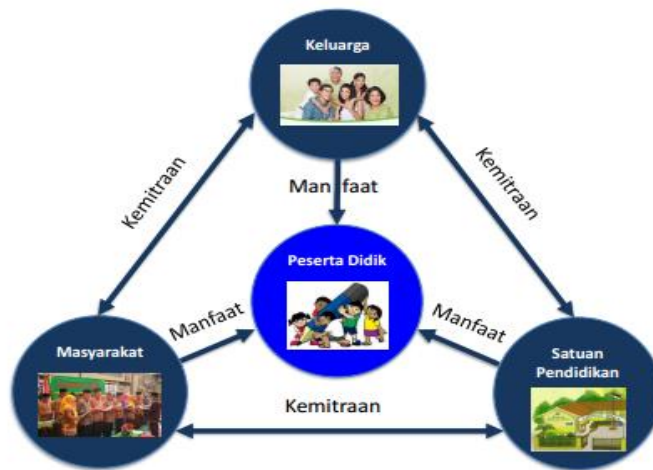 Keluarga
Kemitraan
Kemitraan
Manfaat
Peserta Didik
Manfaat
Manfaat
Masyarakat
Satuan
Pendidikan
Kemitraan